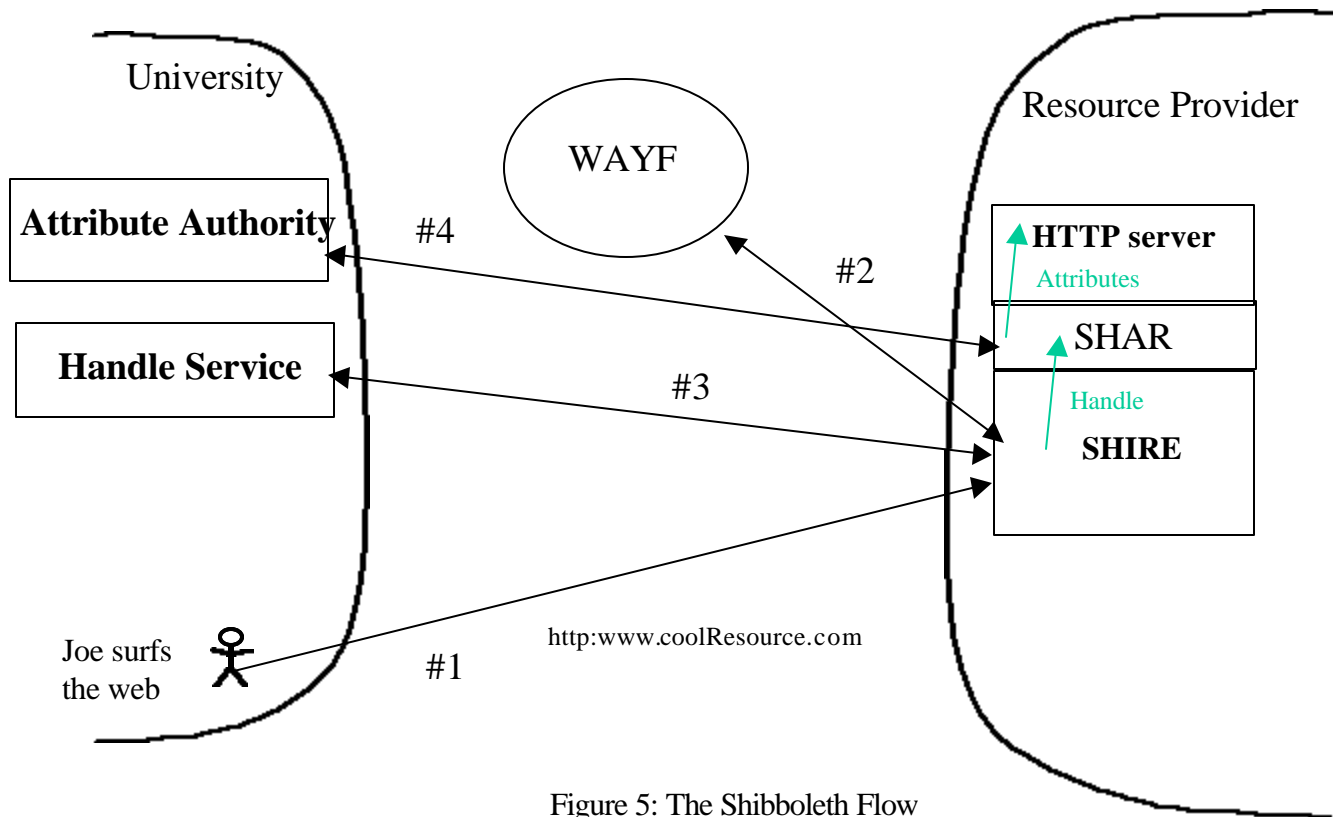 University
Resource Provider
WAYF
Attribute Authority
#4
HTTP server
#2
Attributes
SHAR
Handle Service
#3
Handle
SHIRE
http:www.coolResource.com
Joe surfs
the web
#1
Figure 5: The Shibboleth Flow